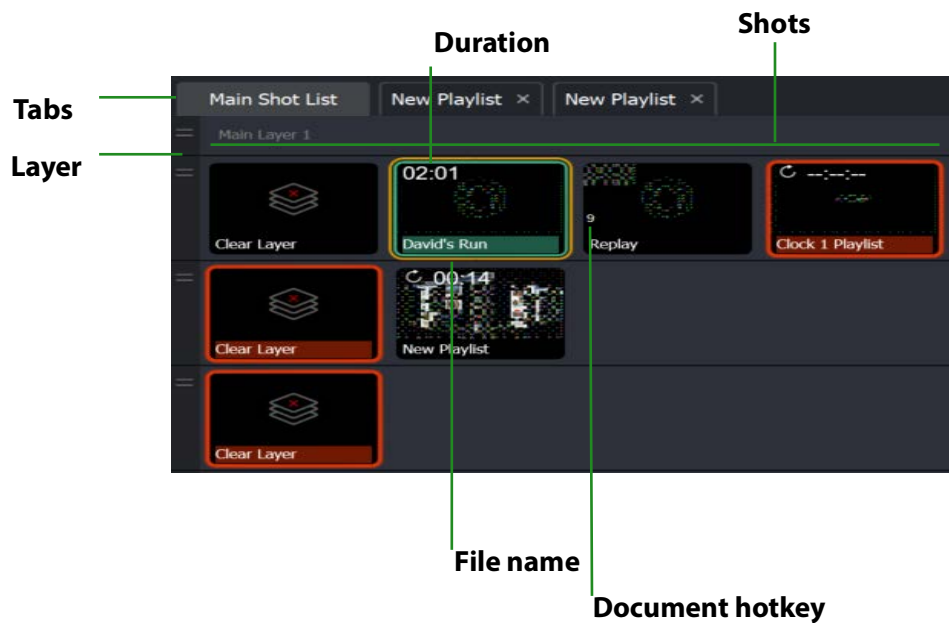 Shots
Duration
Tabs
Main Shot List
New Playlist ×
New Playlist ×
Main Layer 1
Layer
02:01
--:--:--
9
Clear Layer
David's Run
Replay
Clock 1 Playlist
00:14
Clear Layer
New Playlist
Clear Layer
File name
Document hotkey